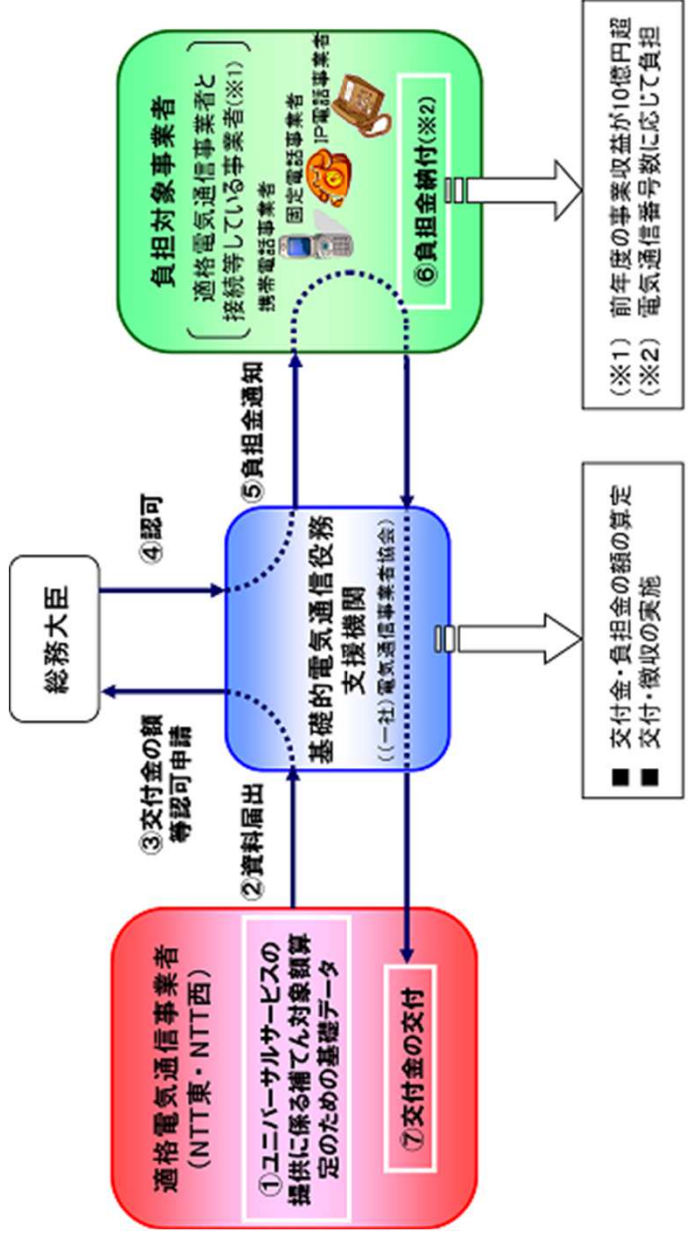 総務大臣
③交付金の額
等認可申請
④認可
適格電気通信事業者
(NTT東・NTT西)
①ユニバーサルサービスの
提供に係る補てん対象額算
定のための基礎データ
⑦交付金の交付
②資料届出
基礎的電気通信役務
支援機関
((一社)電気通信事業者協会)
⑤負担金通知
負担対象事業者
適格電気通信事業者と
接続等している事業者(※1)
携帯電話事業者
固定電話事業者
IP電話事業者
⑥負担金納付(※2)
■ 交付金・負担金の額の算定
■ 交付・徴収の実施
(※1) 前年度の事業収益が10億円超
(※2) 電気通信番号数に応じて負担